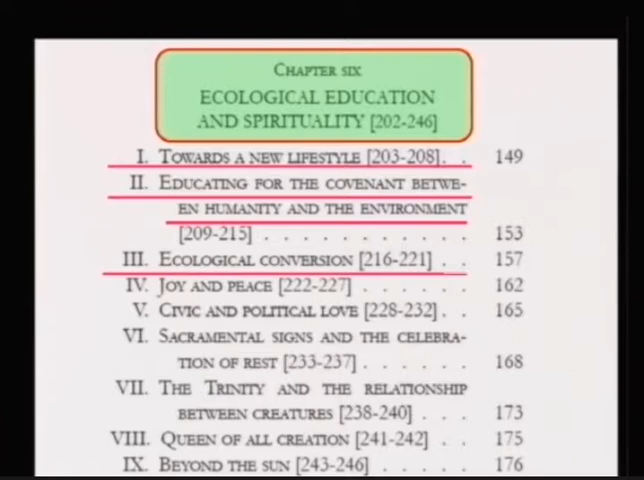 CHAPTER SIX
ECOLOGICAL EDUCATION
AND SPIRITUALITY [202-246]
I. TOWARDS A NEW LIFESTYLE [203-208] . . 149
II. EDUCATING FOR THE COVENANT BETWE-
EN HUMANITY AND THE ENVIRONMENT
[209-215] . . . . . . . . . . . 153
III. ECOLOGICAL CONVERSION [216-221] . . 157
IV. JOY AND PEACE [222-227] . . . . . . 162
V. CIVIC AND POLITICAL LOVE [228-232] . . 165
VI. SACRAMENTAL SIGNS AND THE CELEBRA-
TION OF REST [233-237] . . . . . . 168
VII. THE TRINITY AND THE RELATIONSHIP
BETWEEN CREATURES [238-240] . . . 173
VIII. QUEEN OF ALL CREATION [241-242] . . 175
IX. BEYOND THE SUN [243-246] . . . . . 176